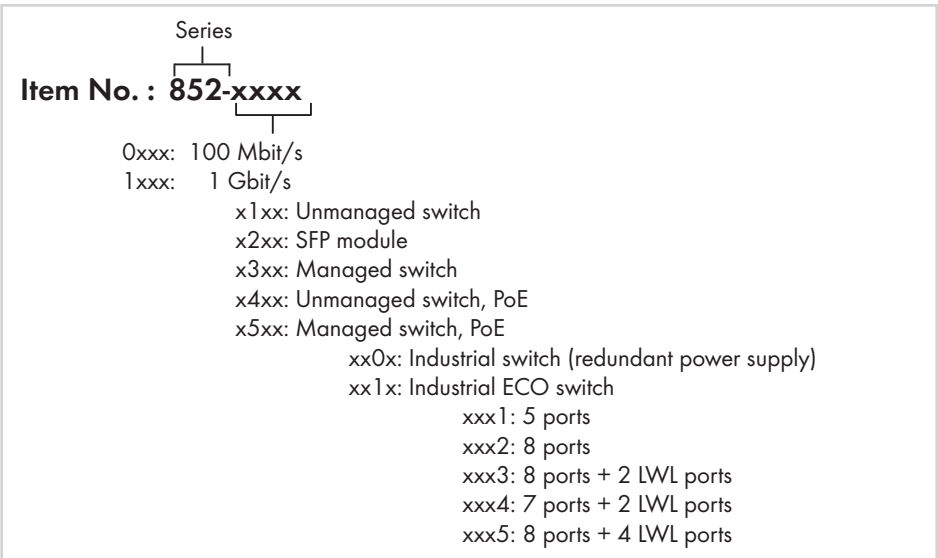 Series
Item No. : 852-xxxx
0xxx: 100 Mbit/s
1xxx: 1 Gbit/s
x1xx: Unmanaged switch
x2xx: SFP module
x3xx: Managed switch
x4xx: Unmanaged switch, PoE
x5xx: Managed switch, PoE
xx0x: Industrial switch (redundant power supply)
xx1x: Industrial ECO switch
xxx1: 5 ports
xxx2: 8 ports
xxx3: 8 ports + 2 LWL ports
xxx4: 7 ports + 2 LWL ports
xxx5: 8 ports + 4 LWL ports